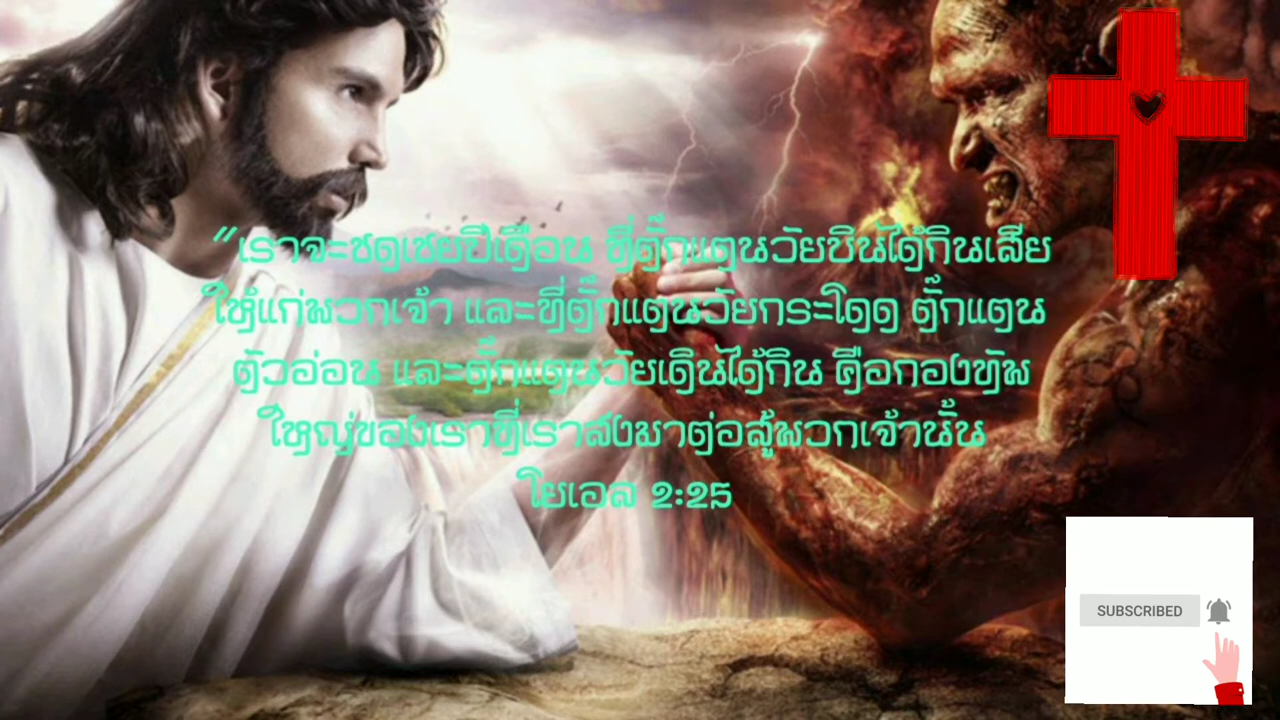 "เราจะชดเชยปีเดือน ที่ตั๊กแตนวัยบินได้กินเสีย
ให้แก่พวกเจ้า และที่ตั๊กแตนวัยกระโดด ตั๊กแตน
ตัวอ่อน และตั๊กแตนวัยเดินได้กิน คือกองทัพ
ใหญ่ของเราที่เราส่งมาต่อสู้พวกเจ้านั้น
โยเอล 2:25
SUBSCRIBED